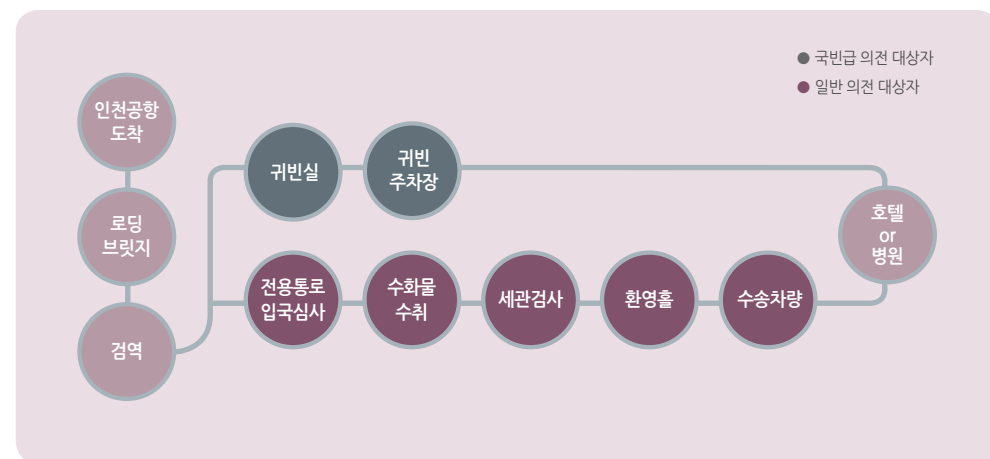 ● 국빈급 의전 대상자
● 일반 의전 대상자
인천공항
도착
로딩
브릿지
검역
귀빈실
귀빈
주차장
전용통로
입국심사
수화물
수취
세관검사
환영홀
수송차량
호텔
or
병원